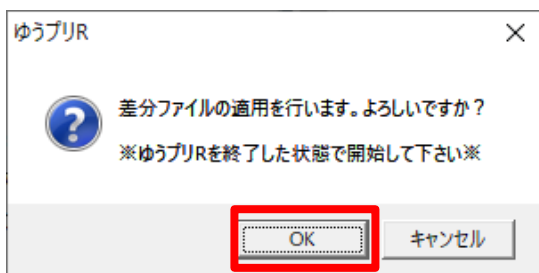 ゆうプリR
差分ファイルの適用を行います。よろしいですか？
※ゆうプリRを終了した状態で開始して下さい※
OK
キャンセル